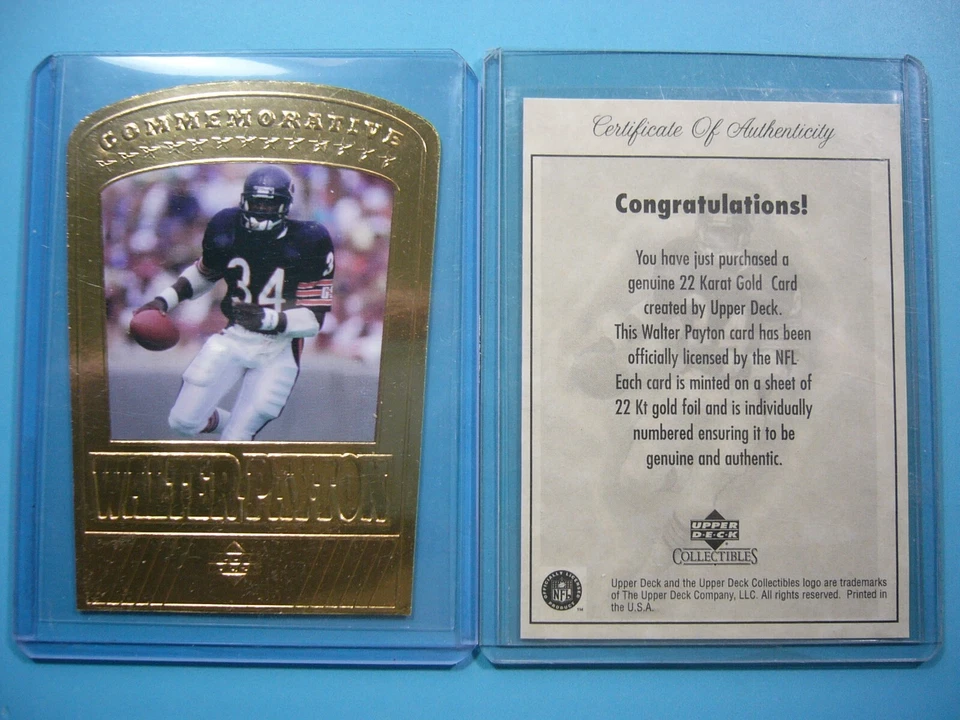 COMMEMORATIVE
34
WALTER PAYTON
Certificate Of Authenticity
Congratulations!
You have just purchased a
genuine 22 Karat Gold Card
created by Upper Deck.
This Walter Payton card has been
officially licensed by the NFL
Each card is minted on a sheet of
22 Kt gold foil and is individually
numbered ensuring it to be
genuine and authentic.
UPPER
D·E·C·K
COLLECTIBLES
NFL
TM
Upper Deck and the Upper Deck Collectibles logo are trademarks
of The Upper Deck Company, LLC. All rights reserved. Printed in
the U.S.A.